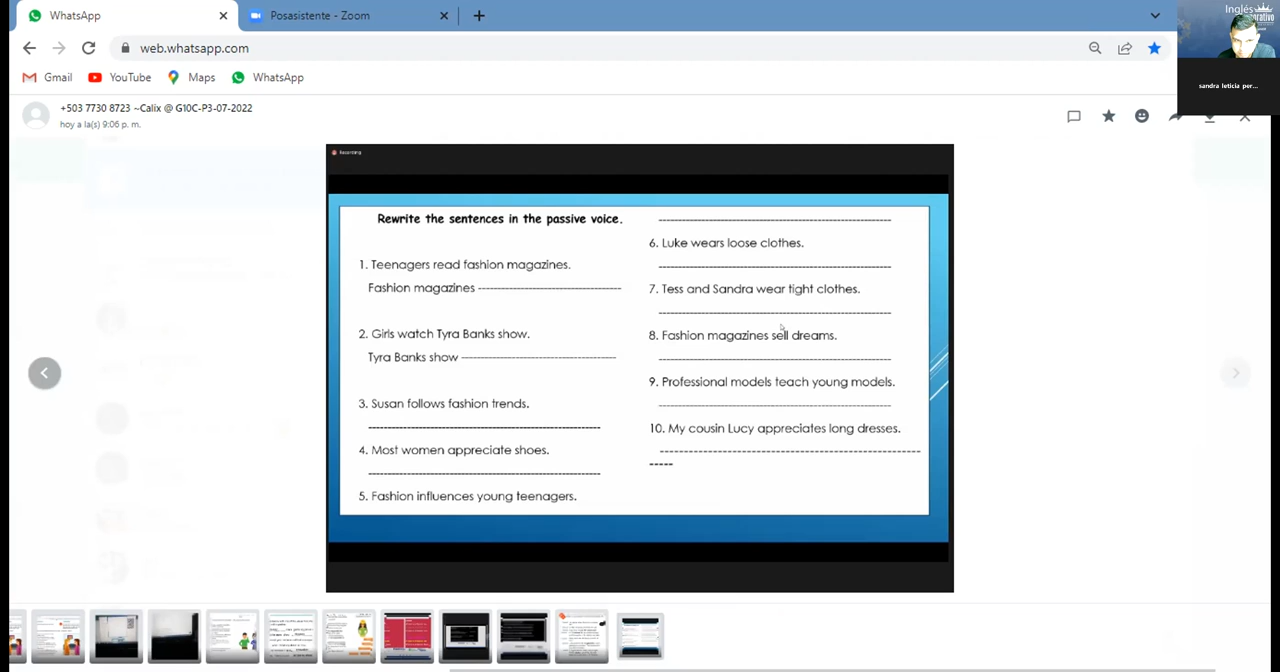 WhatsApp
Posasistente - Zoom
web.whatsapp.com
Gmail
YouTube
Maps
WhatsApp
Inglés
sandra leticia per...
+503 7730 8723 ~Calix @ G10C-P3-07-2022
hoy a la(s) 9:06 p. m.
Recording
Rewrite the sentences in the passive voice.
1. Teenagers read fashion magazines.
Fashion magazines --------------------------------
2. Girls watch Tyra Banks show.
Tyra Banks show -----------------------------------
3. Susan follows fashion trends.
----------------------------------------------------
4. Most women appreciate shoes.
----------------------------------------------------
5. Fashion influences young teenagers.
----------------------------------------------------
6. Luke wears loose clothes.
----------------------------------------------------
7. Tess and Sandra wear tight clothes.
----------------------------------------------------
8. Fashion magazines sell dreams.
----------------------------------------------------
9. Professional models teach young models.
----------------------------------------------------
10. My cousin Lucy appreciates long dresses.
----------------------------------------------------
-----